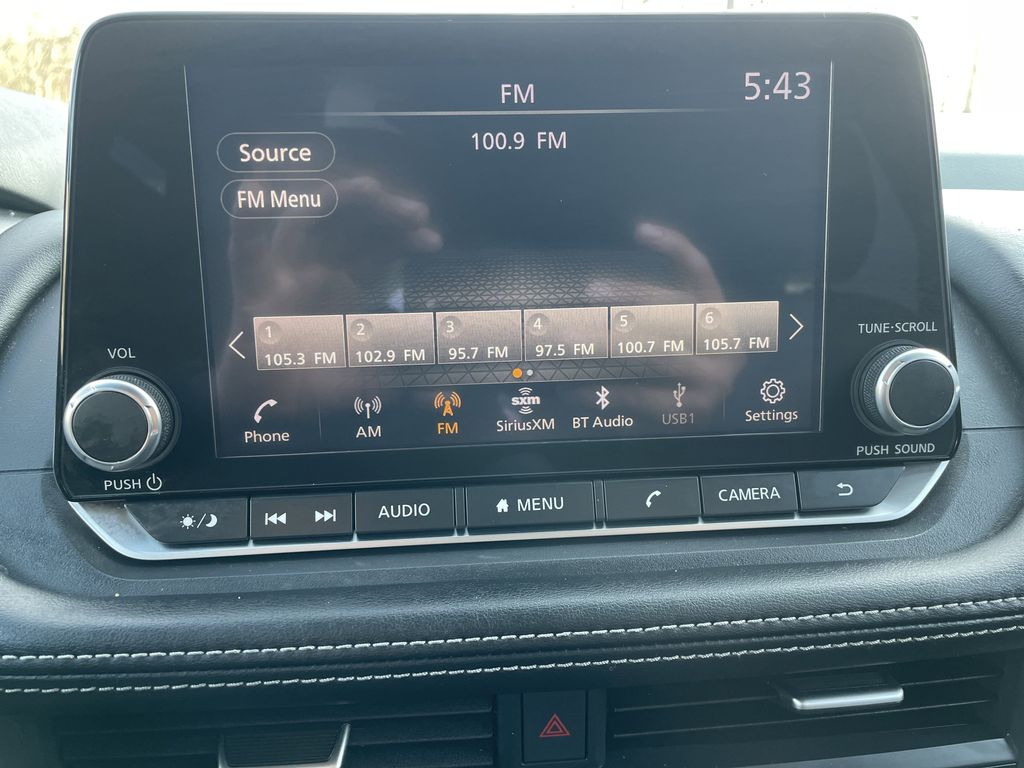 FM
5:43
100.9 FM
Source
FM Menu
1 2 3 4 5 6
105.3 FM 102.9 FM 95.7 FM 97.5 FM 100.7 FM 105.7 FM
VOL
TUNE·SCROLL
Phone AM FM sxm SiriusXM BT Audio USB1 Settings
PUSH
PUSH SOUND
AUDIO MENU CAMERA